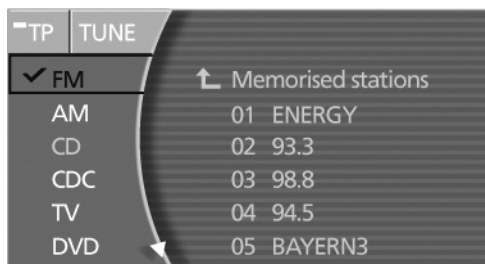 TP TUNE
FM
Memorised stations
AM
01 ENERGY
CD
02 93.3
CDC
03 98.8
TV
04 94.5
DVD
05 BAYERN3